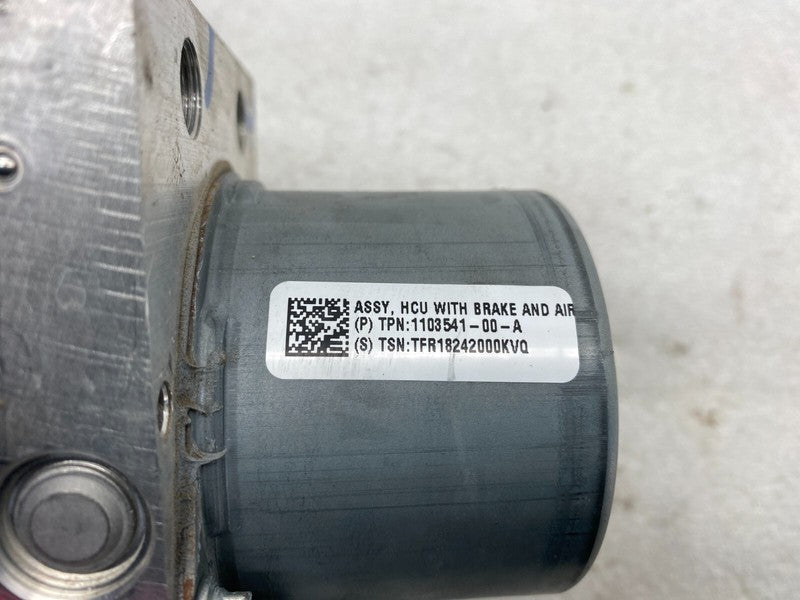 ASSY, HCU WITH BRAKE AND AIR
(P) TPN:1103541-00-A
(S) TSN:TFR18242000KVQ